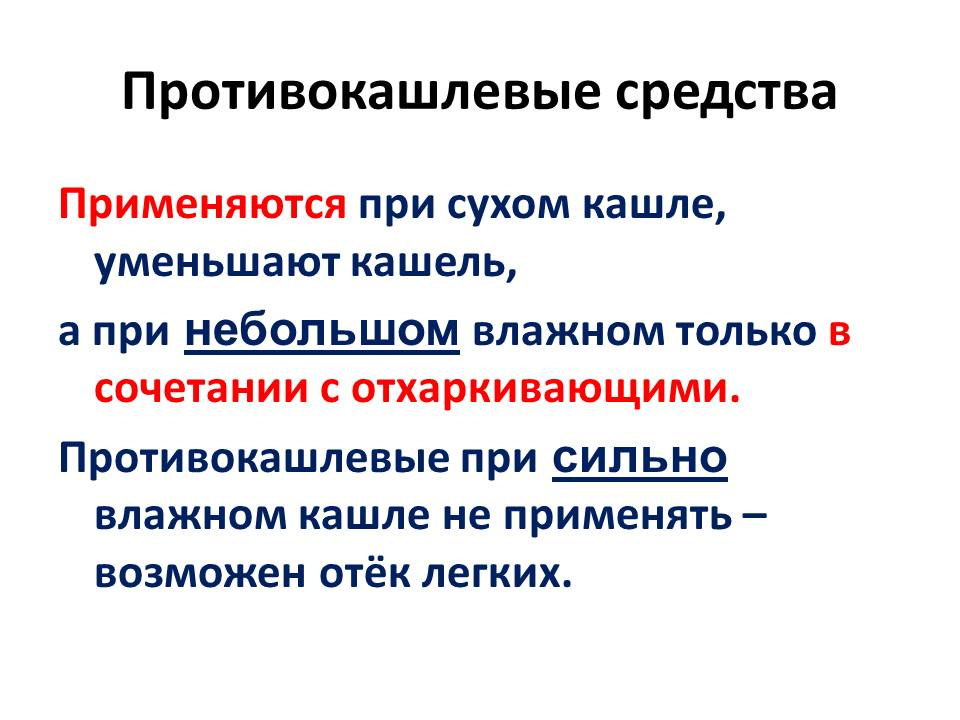 Противокашлевые средства
Применяются при сухом кашле,
уменьшают кашель,
а при небольшом влажном только в
сочетании с отхаркивающими.
Противокашлевые при сильно
влажном кашле не применять –
возможен отёк легких.